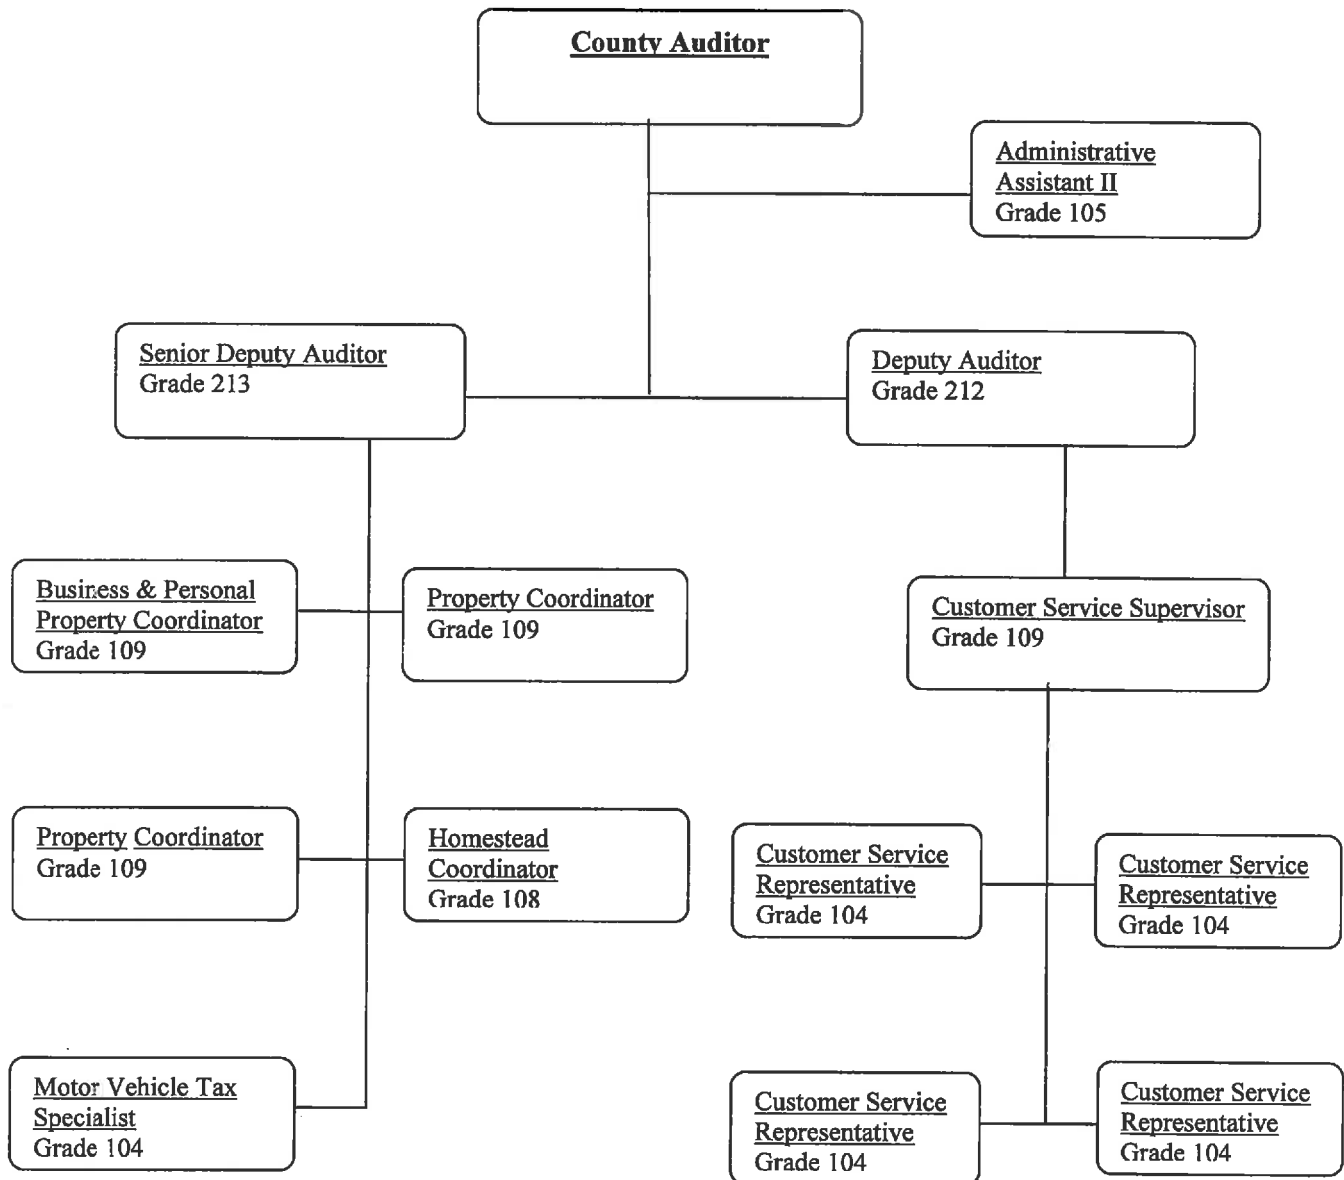 County Auditor
Administrative
Assistant II
Grade 105
Senior Deputy Auditor
Grade 213
Deputy Auditor
Grade 212
Business & Personal
Property Coordinator
Grade 109
Property Coordinator
Grade 109
Customer Service Supervisor
Grade 109
Property Coordinator
Grade 109
Homestead
Coordinator
Grade 108
Customer Service
Representative
Grade 104
Customer Service
Representative
Grade 104
Motor Vehicle Tax
Specialist
Grade 104
Customer Service
Representative
Grade 104
Customer Service
Representative
Grade 104